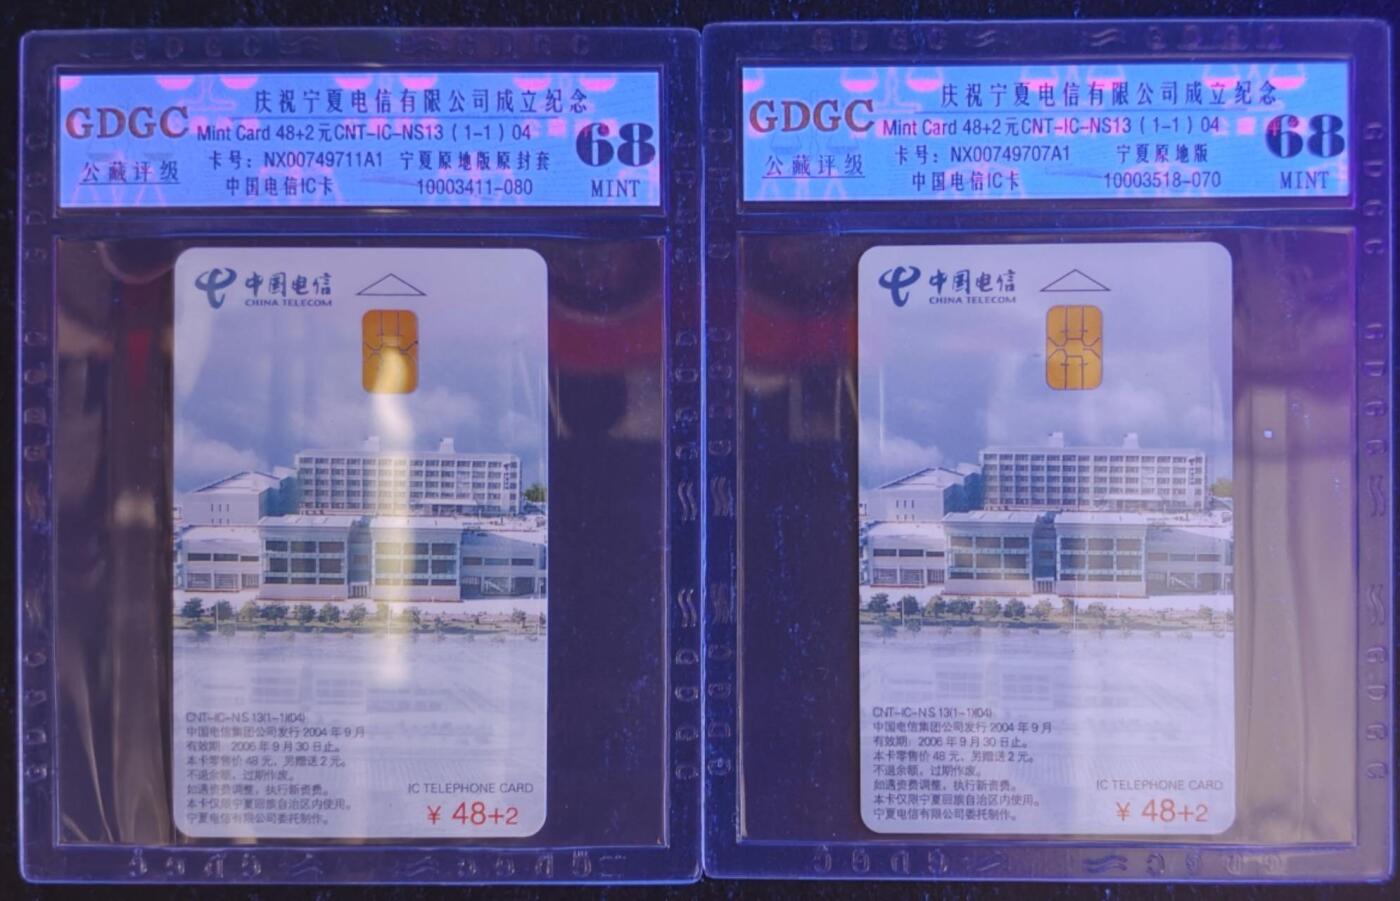 GDGC
公藏评级
庆祝宁夏电信有限公司成立纪念
Mint Card 48+2元CNT-IC-NS13 (1-1) 04
卡号: NX00749711A1 宁夏原地版原封套
中国电信IC卡 10003411-080
68
MINT
中国电信
CHINA TELECOM
CNT-IC-NS13(1-1)(04)
中国电信集团公司发行 2004年9月
有效期: 2006年9月30日止。
本卡零售价48元, 另赠送2元。
不退余额, 过期作废。
如遇资费调整, 执行新资费。
本卡仅限宁夏回族自治区内使用。
宁夏电信有限公司委托制作。
IC TELEPHONE CARD
¥ 48+2
GDGC
公藏评级
庆祝宁夏电信有限公司成立纪念
Mint Card 48+2元CNT-IC-NS13 (1-1) 04
卡号: NX00749707A1 宁夏原地版
中国电信IC卡 10003518-070
68
MINT
中国电信
CHINA TELECOM
CNT-IC-NS13(1-1)(04)
中国电信集团公司发行 2004年9月
有效期: 2006年9月30日止。
本卡零售价48元, 另赠送2元。
不退余额, 过期作废。
如遇资费调整, 执行新资费。
本卡仅限宁夏回族自治区内使用。
宁夏电信有限公司委托制作。
IC TELEPHONE CARD
¥ 48+2